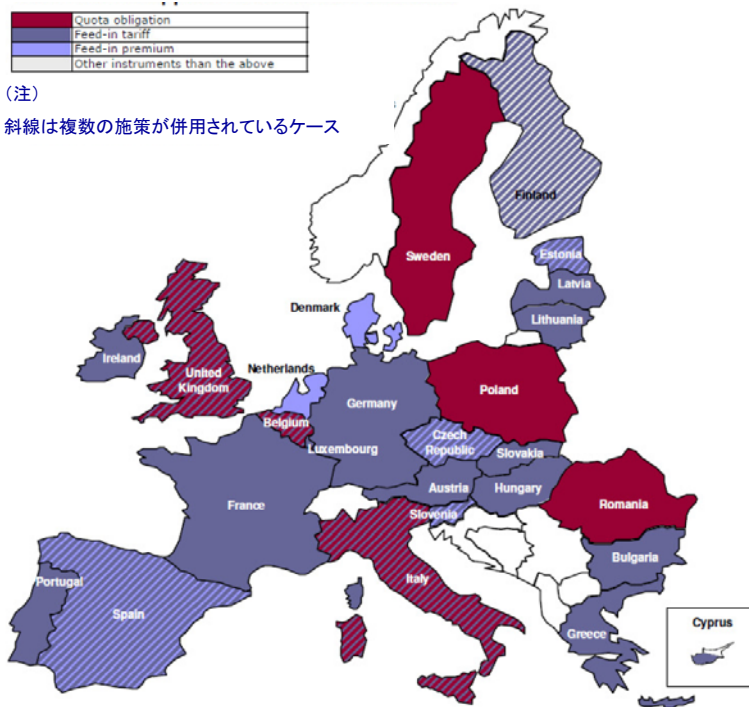 Quota obligation
Feed-in tariff
Feed-in premium
Other instruments than the above
(注)
斜線は複数の施策が併用されているケース
Finland
Sweden
Estonia
Latvia
Lithuania
Denmark
Ireland
United
Kingdom
Netherlands
Belgium
Germany
Poland
Luxembourg
Czech
Republic
Slovakia
France
Austria
Hungary
Slovenia
Romania
Bulgaria
Italy
Portugal
Spain
Greece
Cyprus